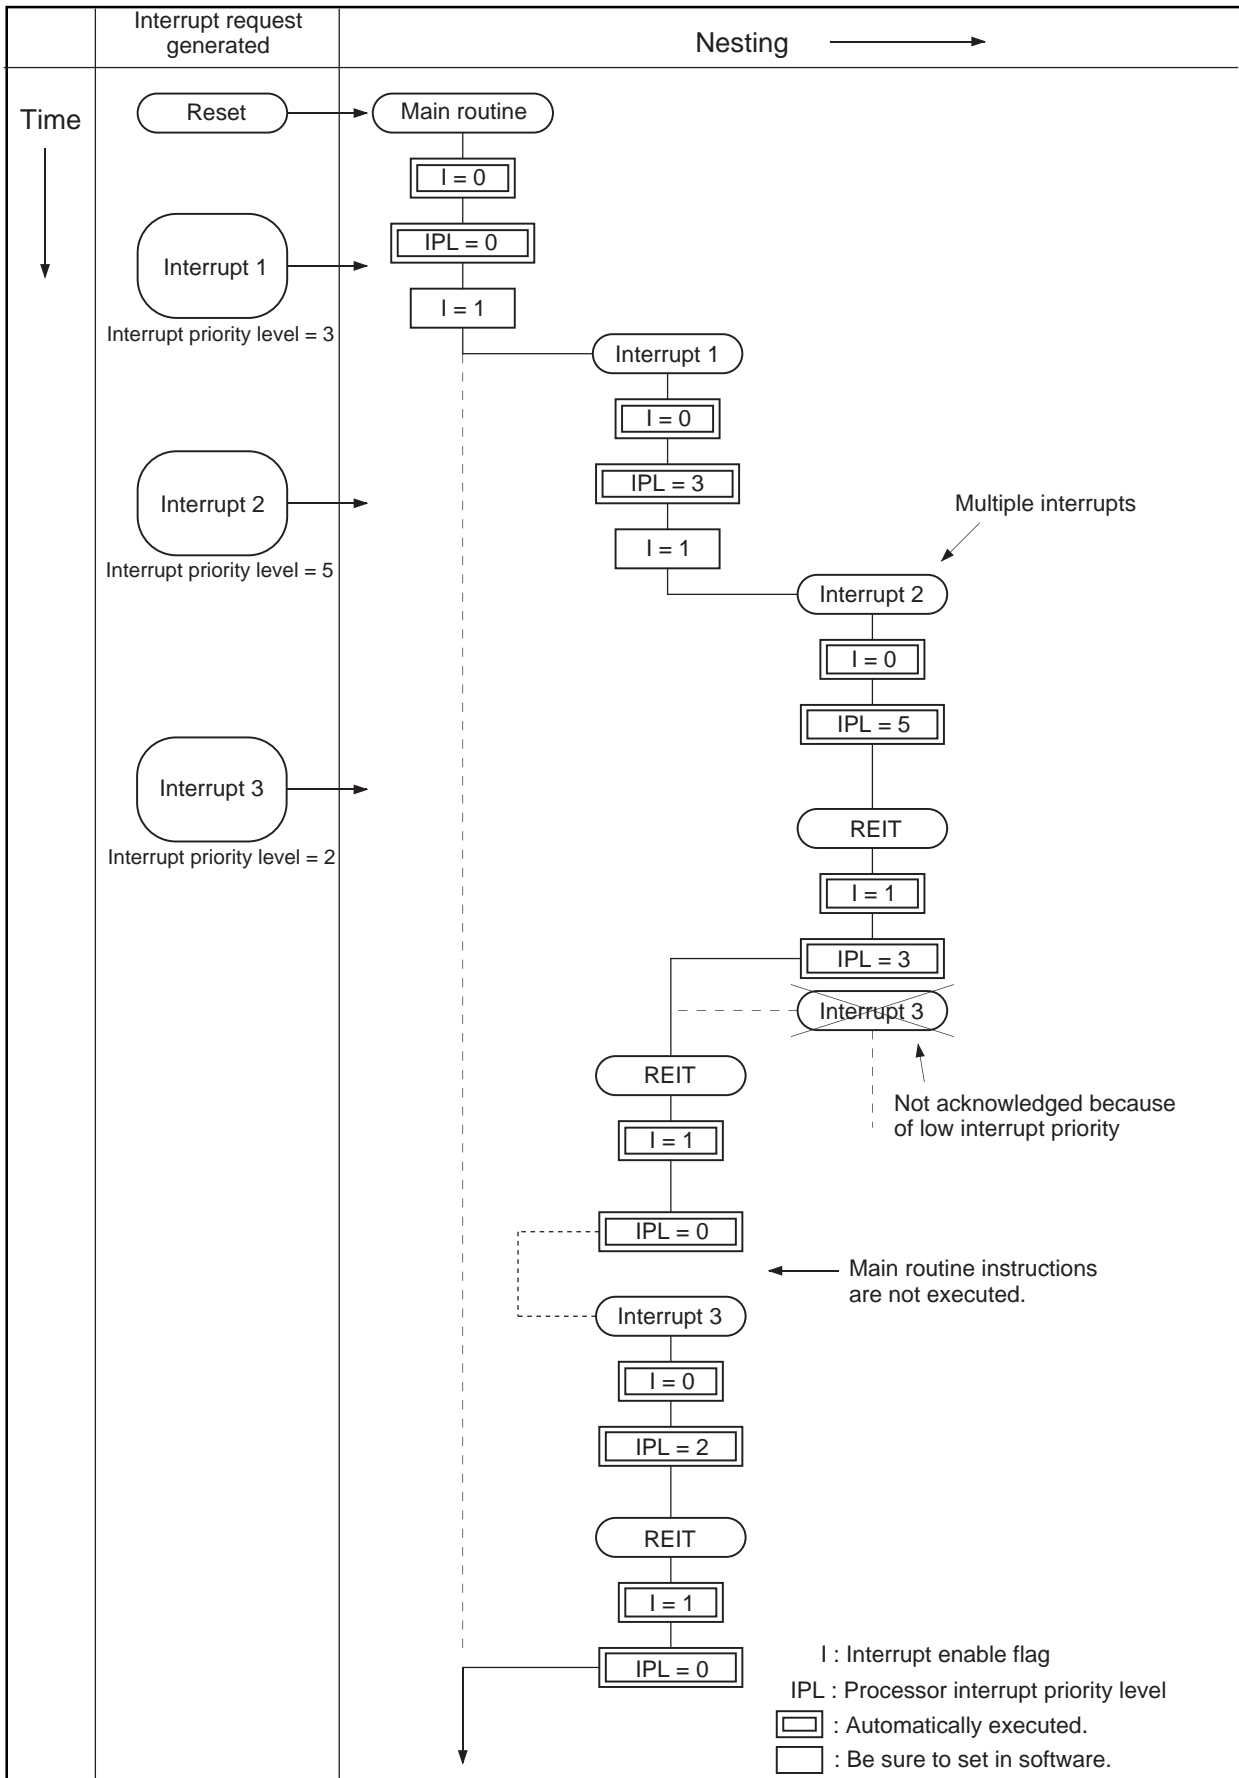 Interrupt request
generated
Nesting
Time
Reset
Main routine
I = 0
IPL = 0
Interrupt 1
I = 1
Interrupt priority level = 3
Interrupt 1
I = 0
IPL = 3
Interrupt 2
Multiple interrupts
I = 1
Interrupt priority level = 5
Interrupt 2
I = 0
IPL = 5
Interrupt 3
REIT
Interrupt priority level = 2
I = 1
IPL = 3
Interrupt 3
REIT
Not acknowledged because
of low interrupt priority
I = 1
IPL = 0
Main routine instructions
are not executed.
Interrupt 3
I = 0
IPL = 2
REIT
I = 1
IPL = 0
I : Interrupt enable flag
IPL : Processor interrupt priority level
: Automatically executed.
: Be sure to set in software.